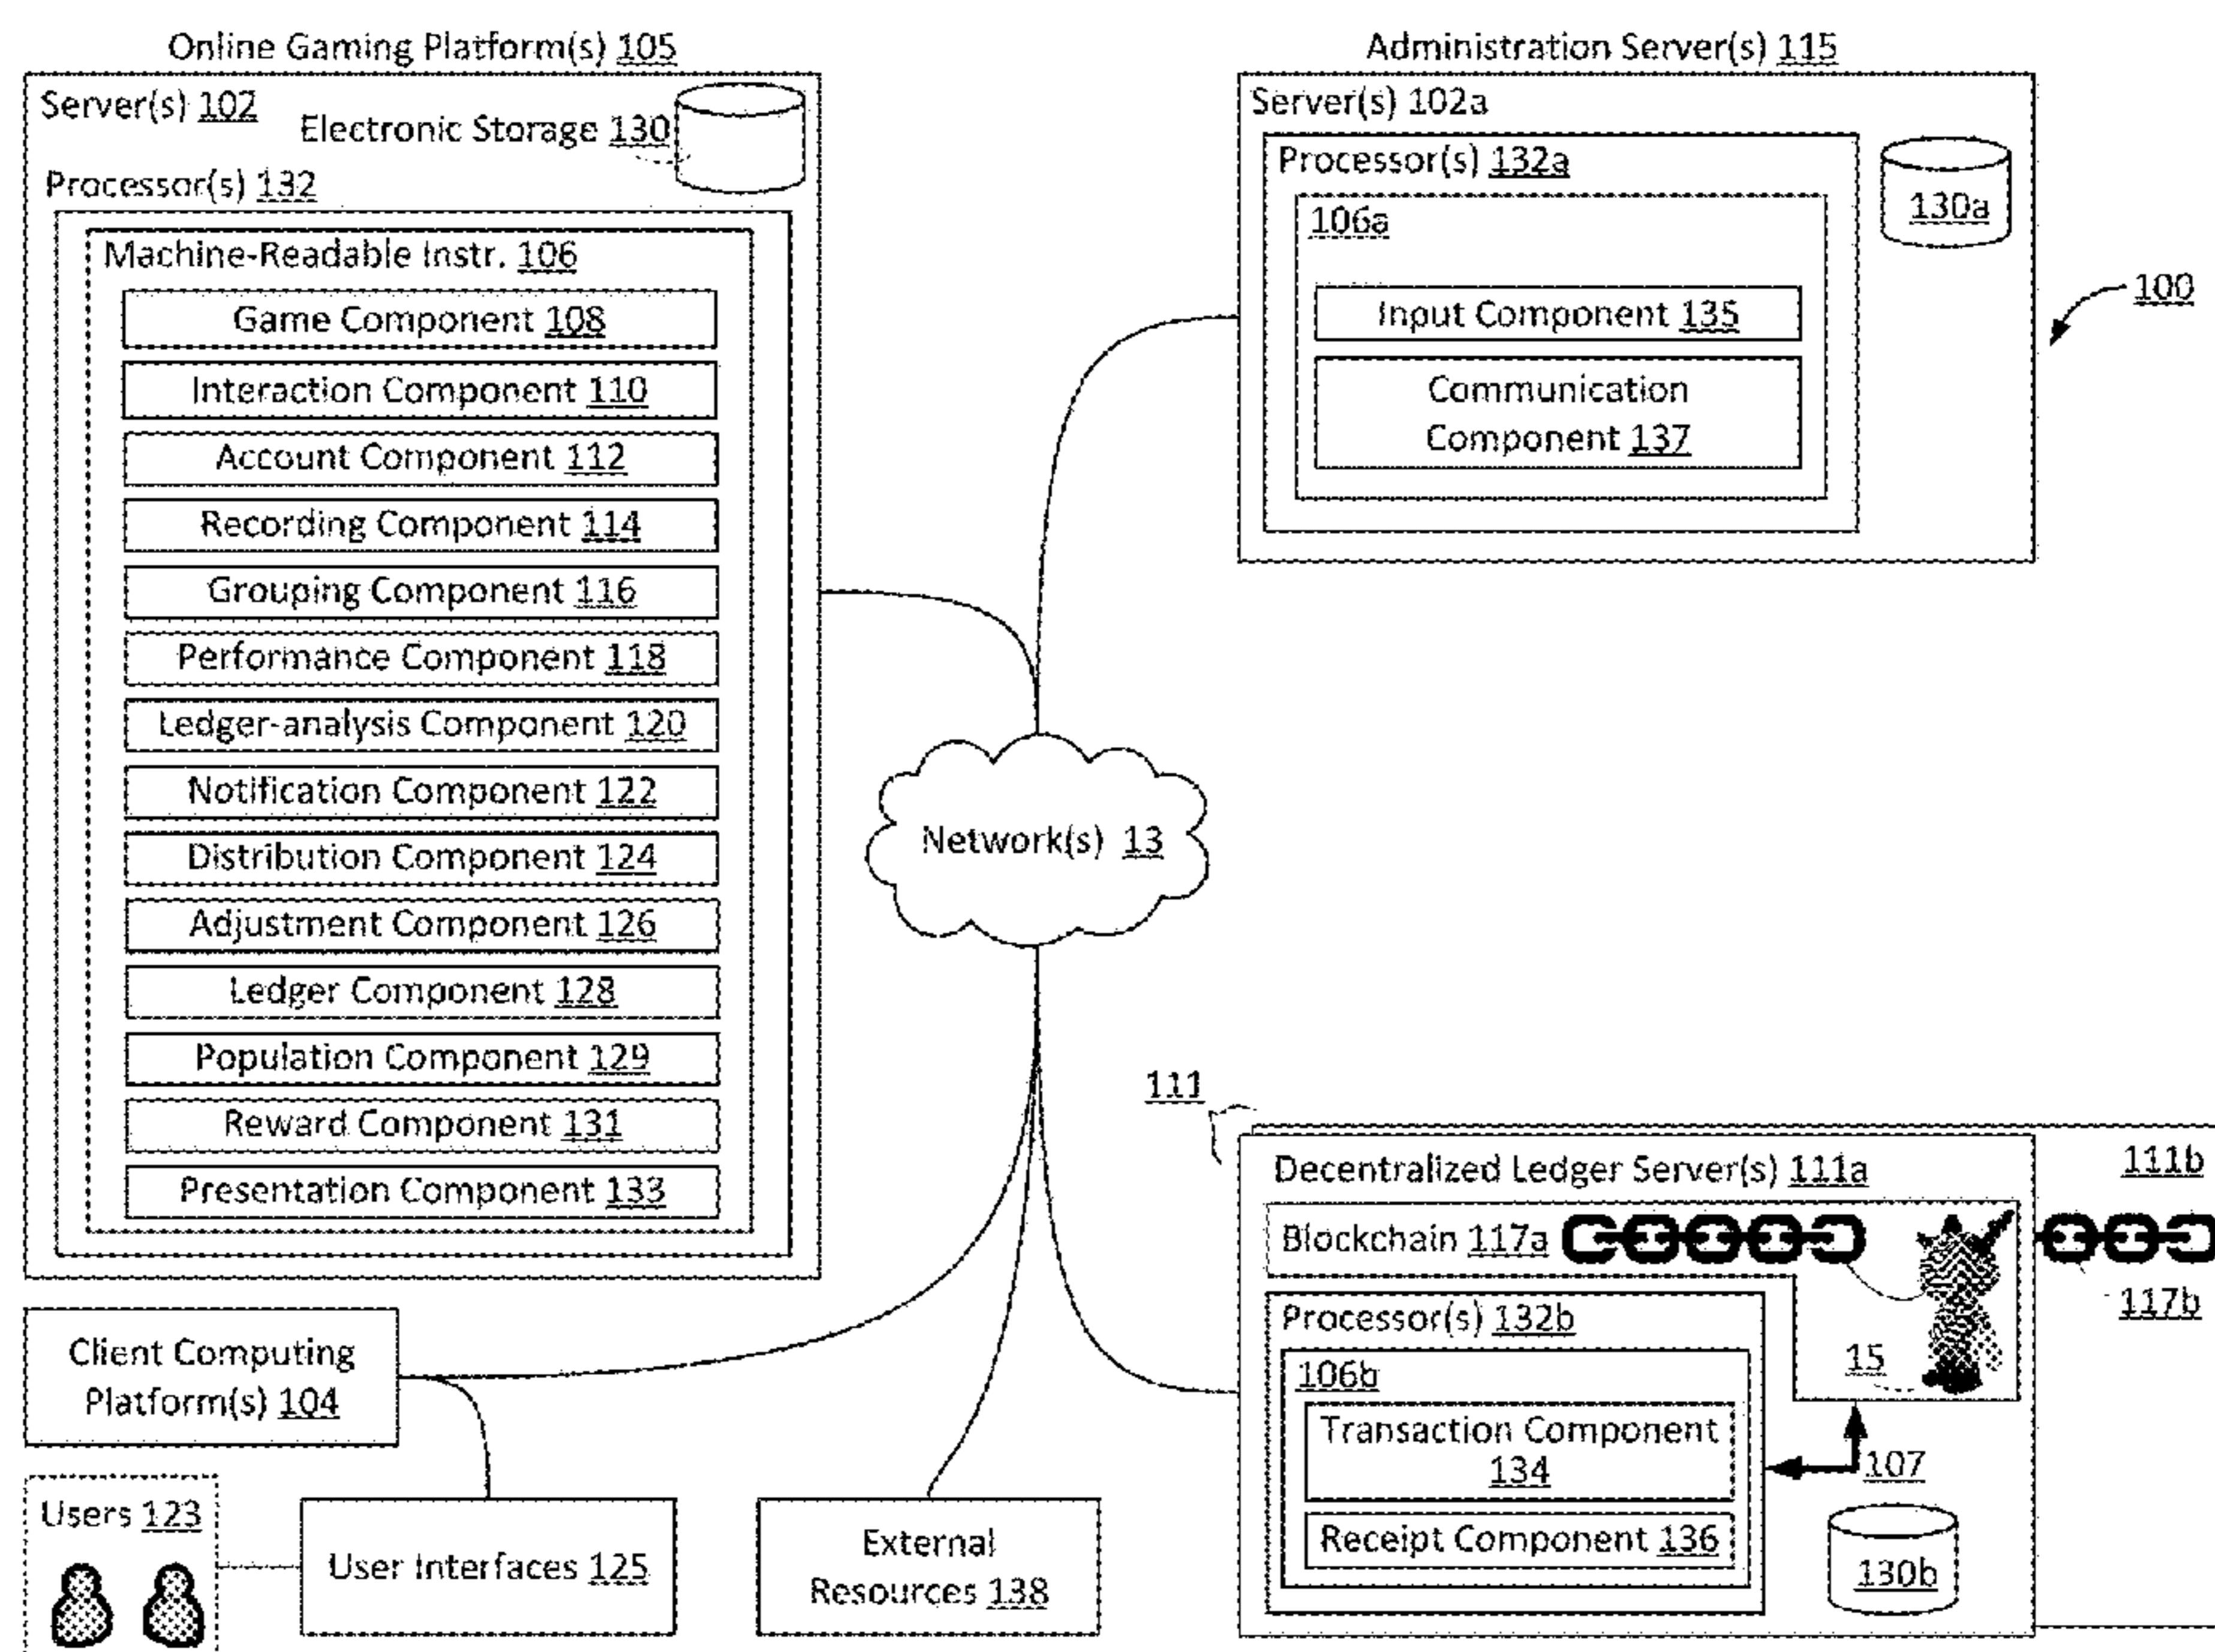 Online Gaming Platform(s) 105
Server(s) 102
Electronic Storage 130
Processor(s) 132
Machine-Readable Instr. 106
Game Component 108
Interaction Component 110
Account Component 112
Recording Component 114
Grouping Component 116
Performance Component 118
Ledger-analysis Component 120
Notification Component 122
Distribution Component 124
Adjustment Component 126
Ledger Component 128
Population Component 129
Reward Component 131
Presentation Component 133
Administration Server(s) 115
Server(s) 102a
Processor(s) 132a
130a
106a
Input Component 135
Communication
Component 137
100
Network(s) 13
111
Decentralized Ledger Server(s) 111a
111b
Blockchain 117a
117b
Processor(s) 132b
15
106b
Transaction Component
134
107
Receipt Component 136
130b
Client Computing
Platform(s) 104
Users 123
User Interfaces 125
External
Resources 138